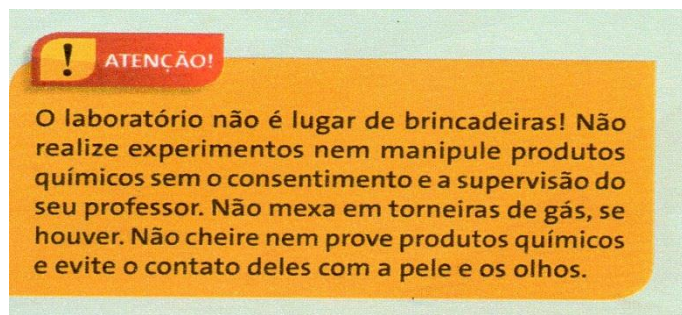 ! ATENÇÃO!
O laboratório não é lugar de brincadeiras! Não
realize experimentos nem manipule produtos
químicos sem o consentimento e a supervisão do
seu professor. Não mexa em torneiras de gás, se
houver. Não cheire nem prove produtos químicos
e evite o contato deles com a pele e os olhos.